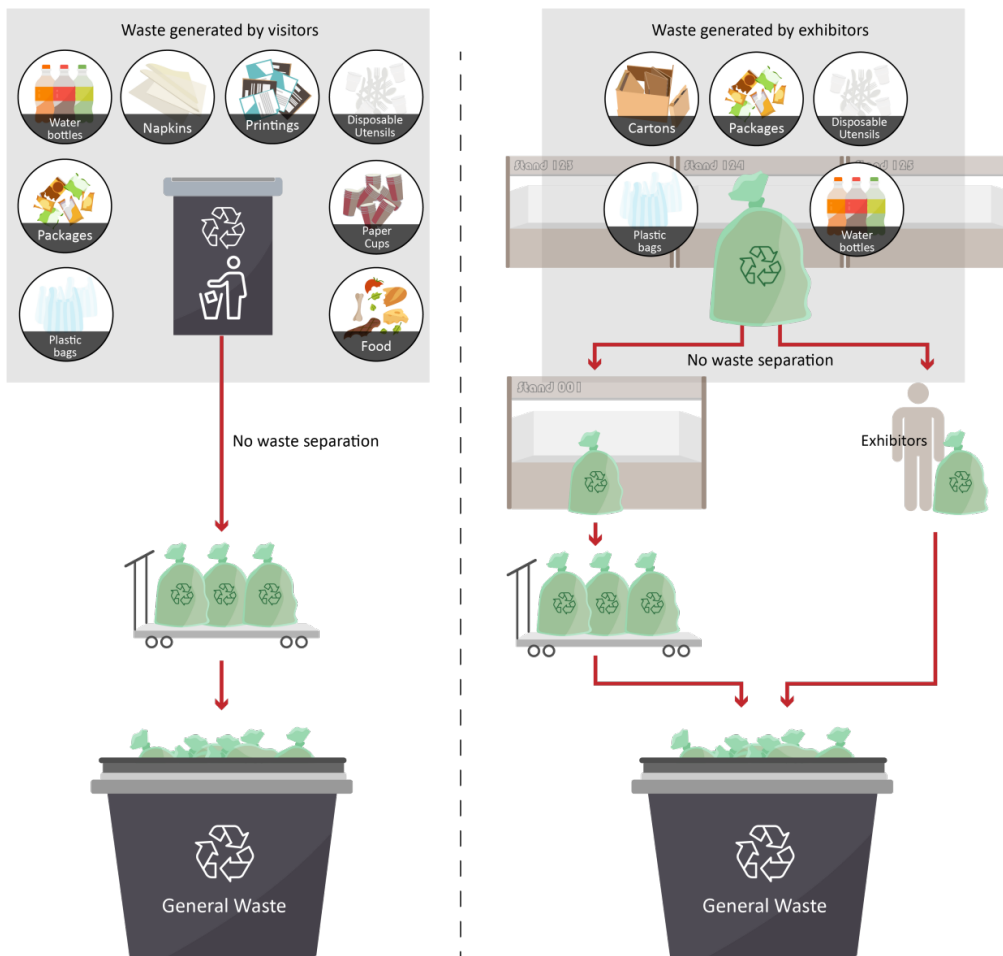 Waste generated by visitors
Water
bottles
Napkins
Printings
Disposable
Utensils
Packages
Paper
Cups
Plastic
bags
Food
No waste separation
General Waste
Waste generated by exhibitors
Cartons
Packages
Disposable
Utensils
Stand 123
Stand 124
125
Plastic
bags
Water
bottles
No waste separation
Stand 001
Exhibitors
General Waste